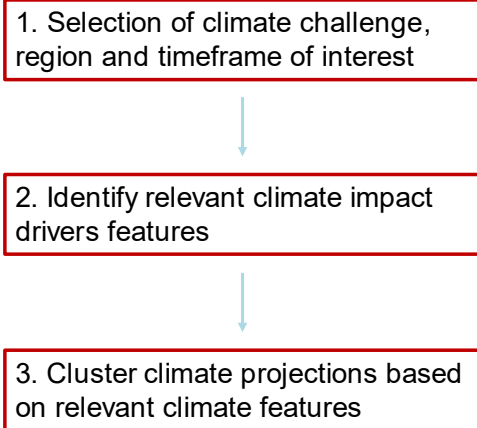 1. Selection of climate challenge,
region and timeframe of interest
2. Identify relevant climate impact
drivers features
3. Cluster climate projections based
on relevant climate features